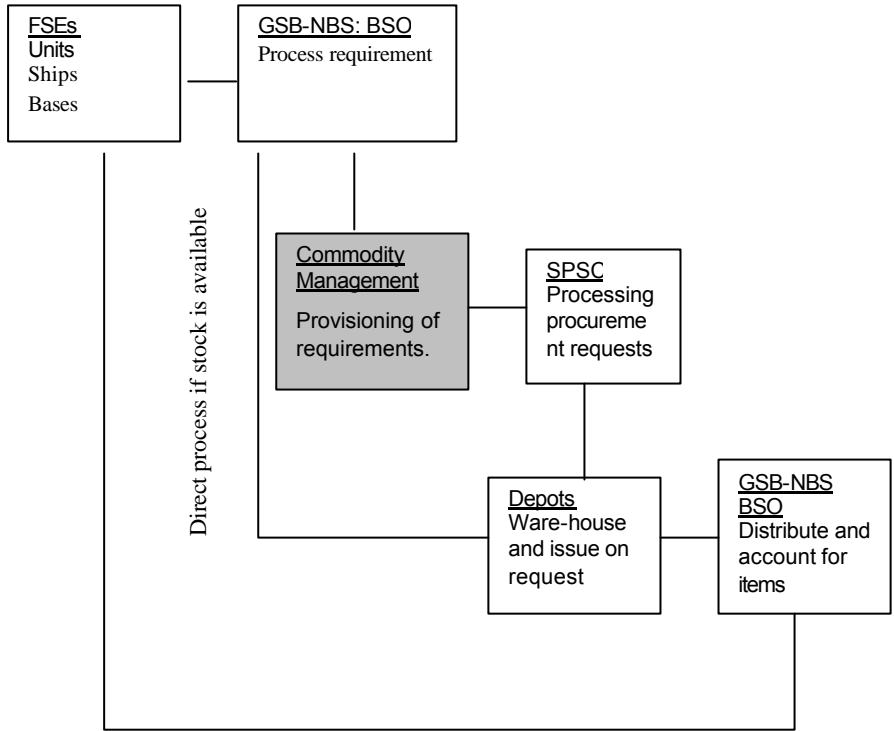 FSEs
Units
Ships
Bases
GSB-NBS: BSO
Process requirement
Direct process if stock is available
Commodity
Management
Provisioning of
requirements.
SPSC
Processing
procureme
nt requests
Depots
Ware-house
and issue on
request
GSB-NBS
BSO
Distribute and
account for
items